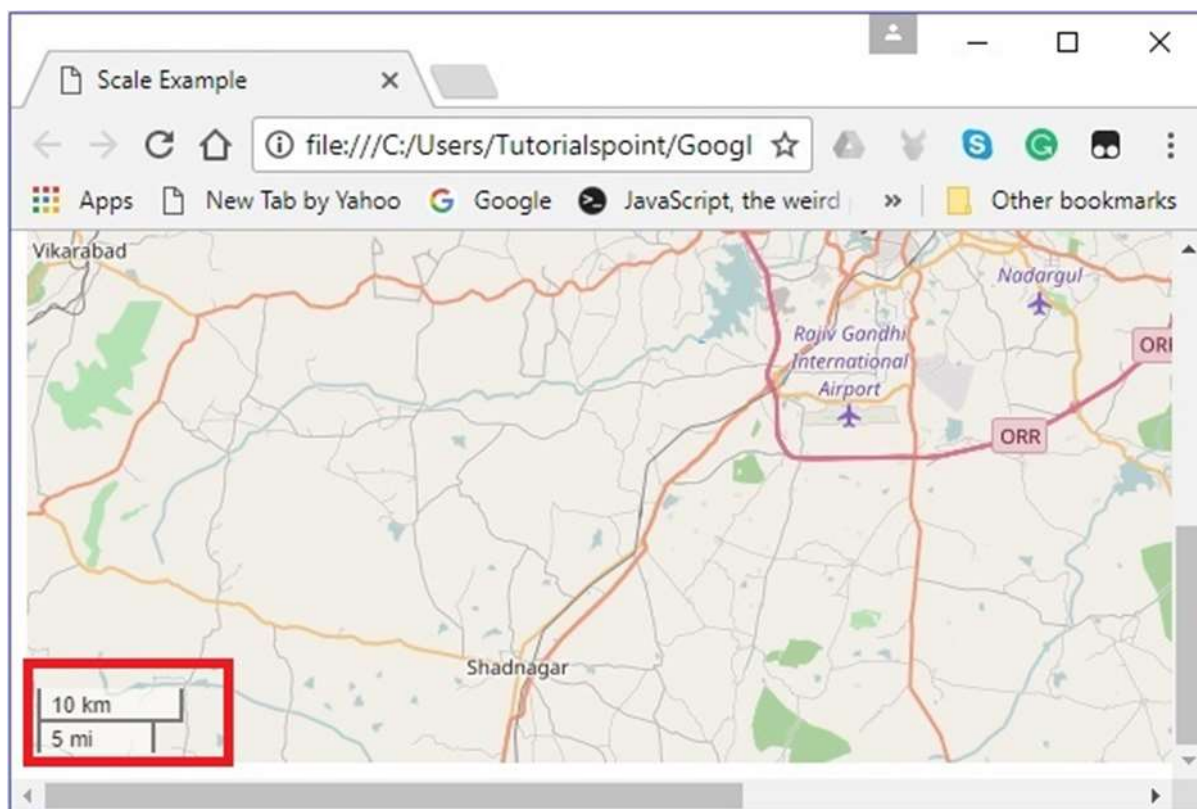 Scale Example
file:///C:/Users/Tutorialspoint/Googl
Apps New Tab by Yahoo Google JavaScript, the weird » Other bookmarks
Vikarabad
Nadargul
Rajiv Gandhi
International
Airport
ORR
Shadnagar
10 km
5 mi